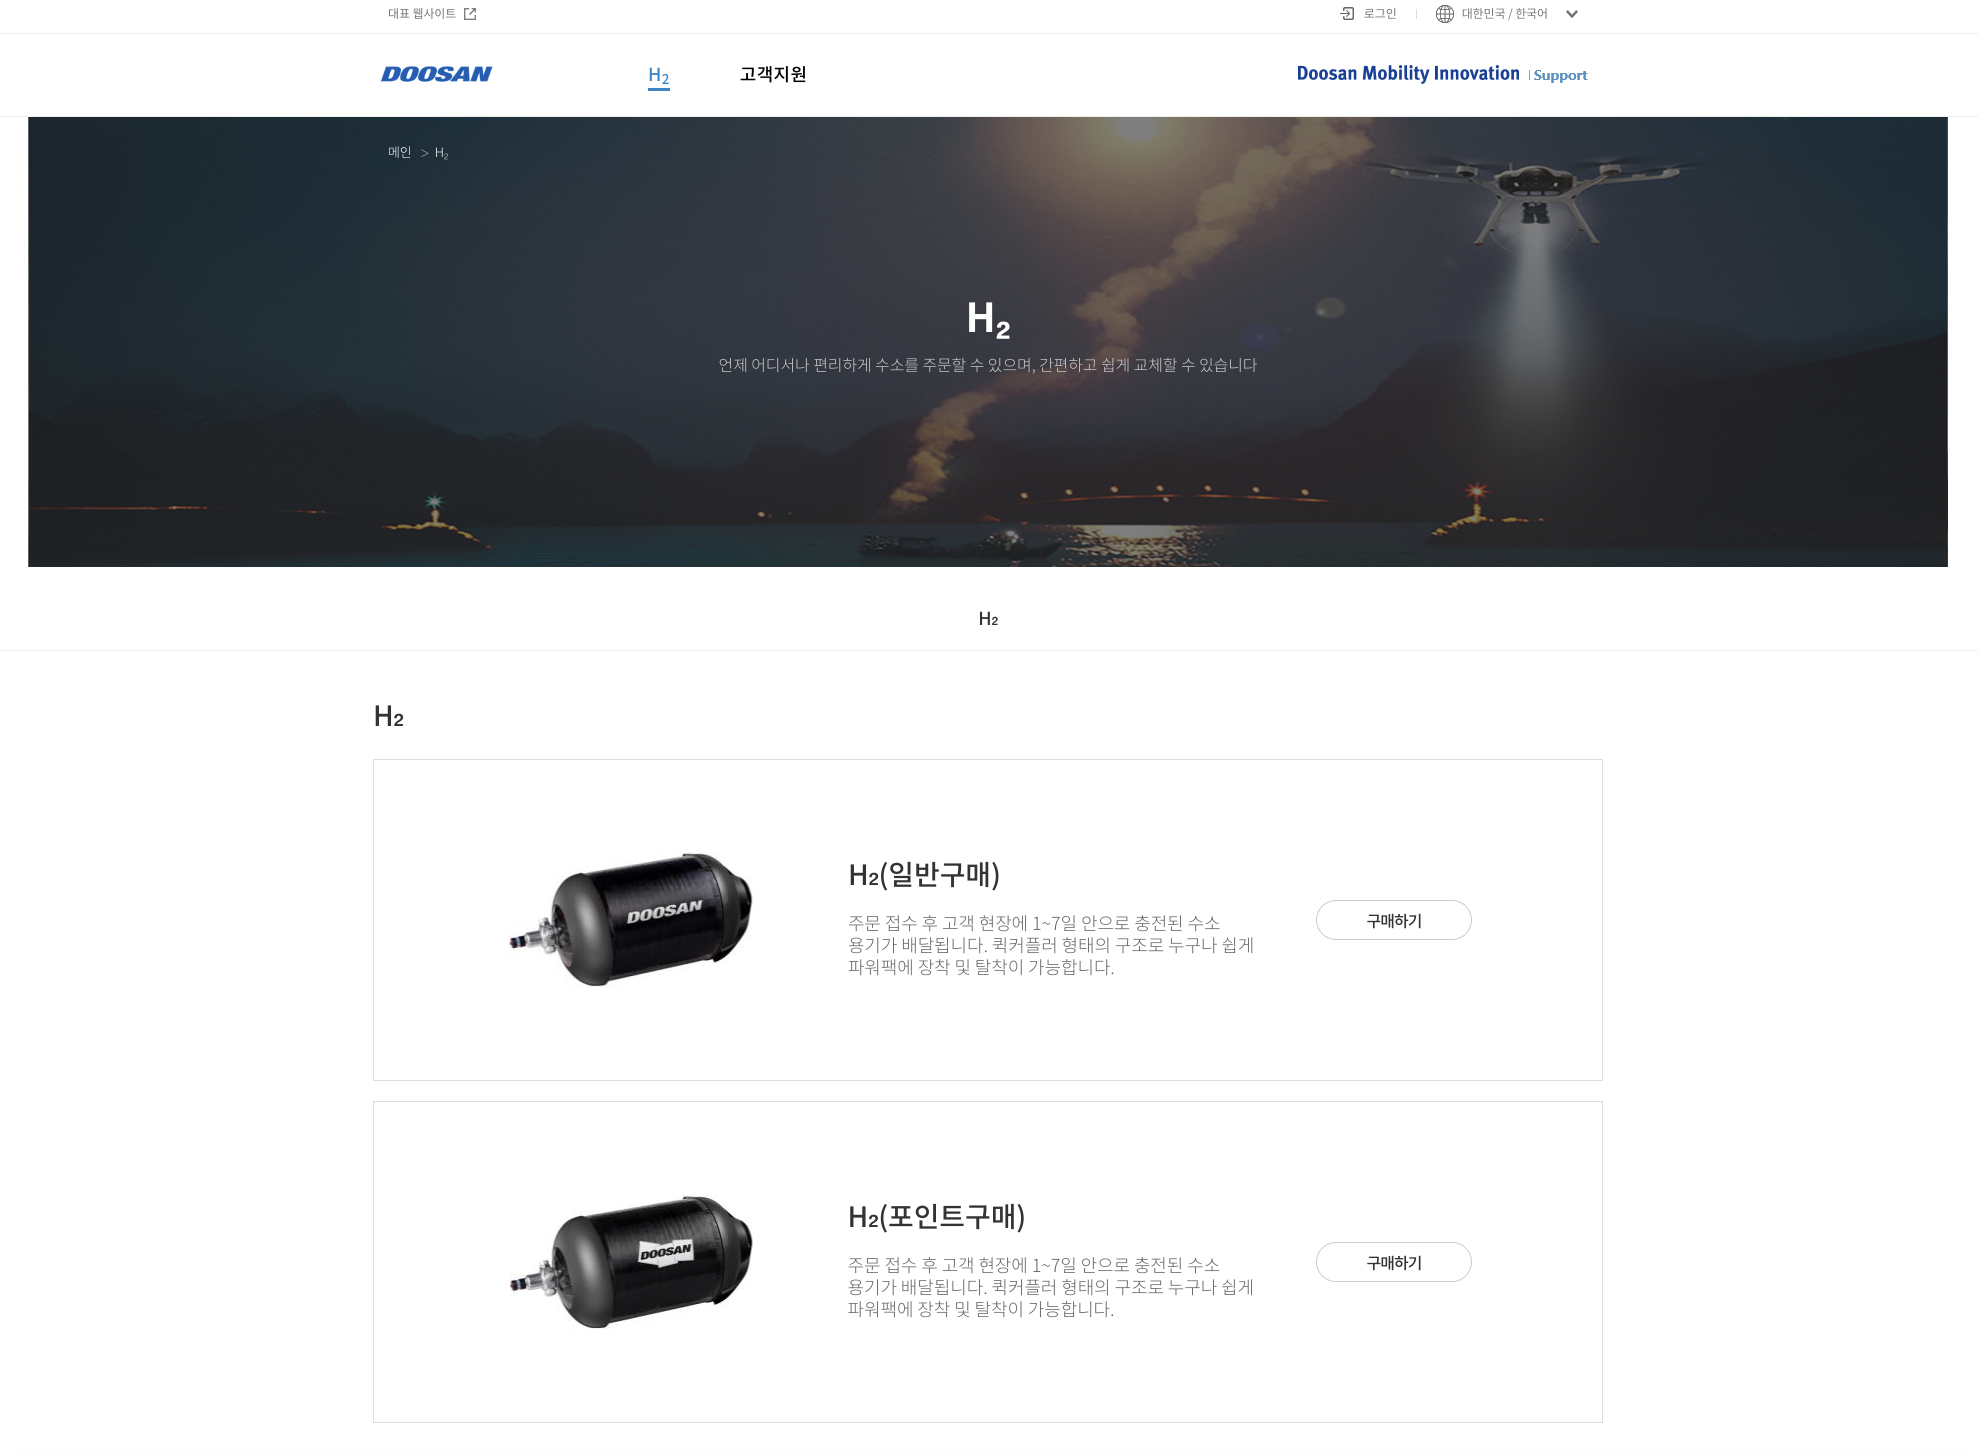 대표 웹사이트
로그인
대한민국 / 한국어
DOOSAN
H₂
고객지원
Doosan Mobility Innovation | Support
메인 > H₂
H₂
언제 어디서나 편리하게 수소를 주문할 수 있으며, 간편하고 쉽게 교체할 수 있습니다
H₂
H₂
DOOSAN
H₂(일반구매)
주문 접수 후 고객 현장에 1~7일 안으로 충전된 수소
용기가 배달됩니다. 퀵커플러 형태의 구조로 누구나 쉽게
파워팩에 장착 및 탈착이 가능합니다.
구매하기
DOOSAN
H₂(포인트구매)
주문 접수 후 고객 현장에 1~7일 안으로 충전된 수소
용기가 배달됩니다. 퀵커플러 형태의 구조로 누구나 쉽게
파워팩에 장착 및 탈착이 가능합니다.
구매하기